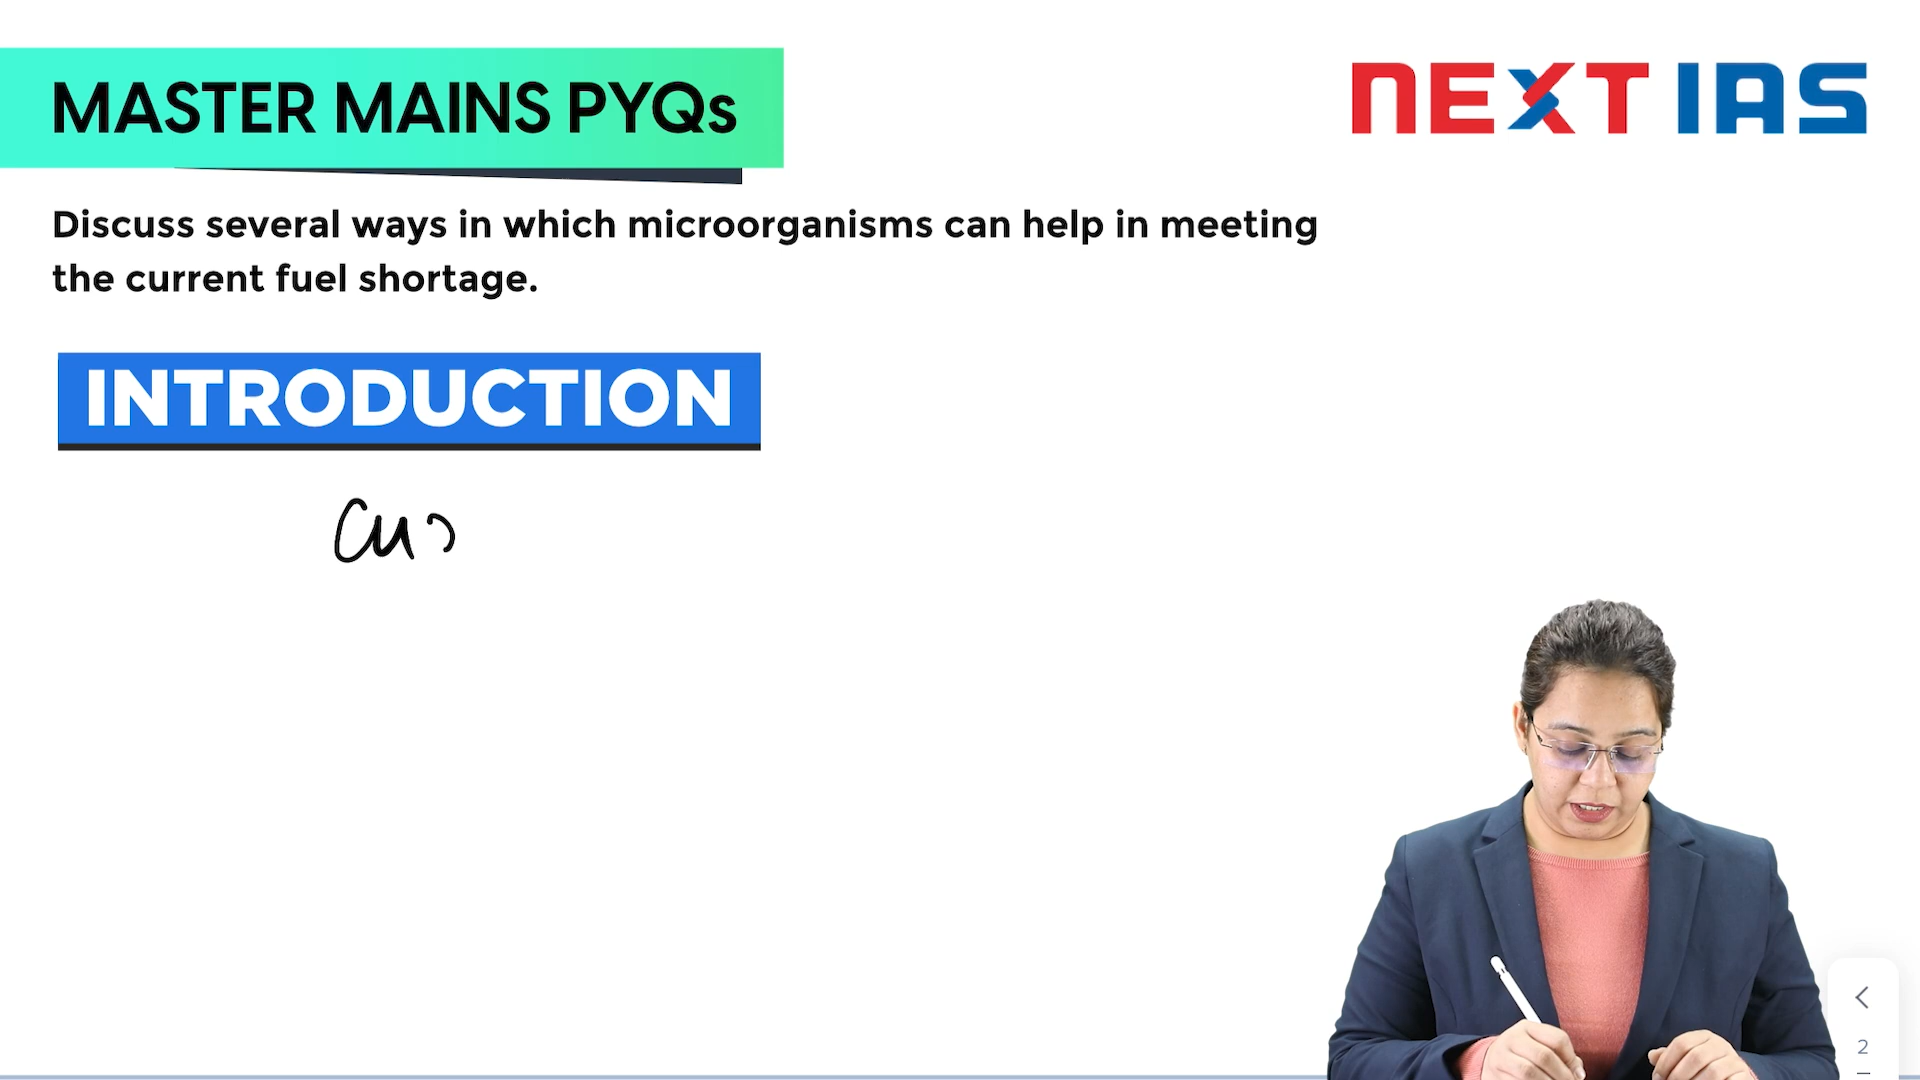 MASTER MAINS PYQs
NEXT IAS
Discuss several ways in which microorganisms can help in meeting
the current fuel shortage.
INTRODUCTION
2